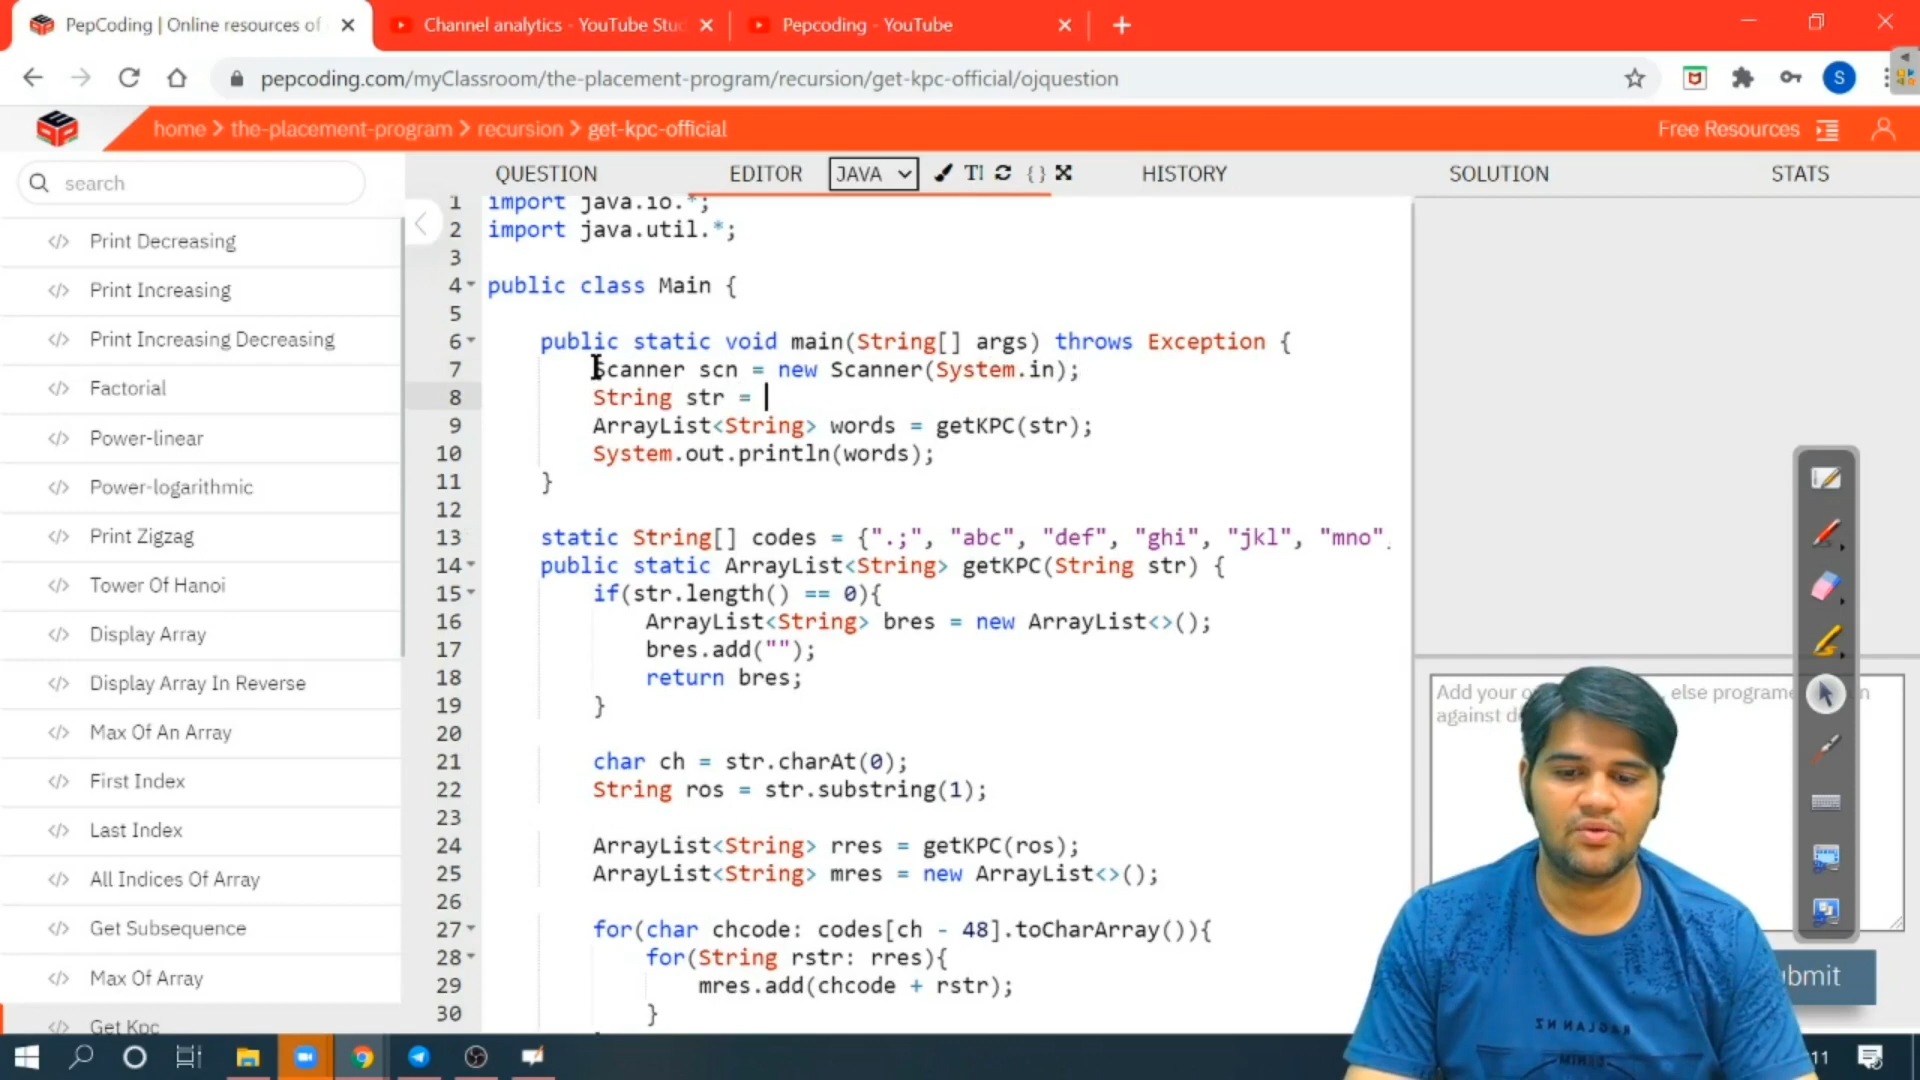 PepCoding | Online resources of
Channel analytics - YouTube Stud
Pepcoding - YouTube
pepcoding.com/myClassroom/the-placement-program/recursion/get-kpc-official/ojquestion
S
home > the-placement-program > recursion > get-kpc-official
Free Resources
search
QUESTION
EDITOR
JAVA
HISTORY
SOLUTION
STATS
Print Decreasing
Print Increasing
Print Increasing Decreasing
Factorial
Power-linear
Power-logarithmic
Print Zigzag
Tower Of Hanoi
Display Array
Display Array In Reverse
Max Of An Array
First Index
Last Index
All Indices Of Array
Get Subsequence
Max Of Array
Get Kpc
1 import java.io.*;
2 import java.util.*;
3
4 public class Main {
5
6 public static void main(String[] args) throws Exception {
7 Scanner scn = new Scanner(System.in);
8 String str =
9 ArrayList<String> words = getKPC(str);
10 System.out.println(words);
11 }
12
13 static String[] codes = {".;", "abc", "def", "ghi", "jkl", "mno"
14 public static ArrayList<String> getKPC(String str) {
15 if(str.length() == 0){
16 ArrayList<String> bres = new ArrayList<>();
17 bres.add("");
18 return bres;
19 }
20
21 char ch = str.charAt(0);
22 String ros = str.substring(1);
23
24 ArrayList<String> rres = getKPC(ros);
25 ArrayList<String> mres = new ArrayList<>();
26
27 for(char chcode: codes[ch - 48].toCharArray()){
28 for(String rstr: rres){
29 mres.add(chcode + rstr);
30 }
Add your o
else programe
n
against d
bmit
11